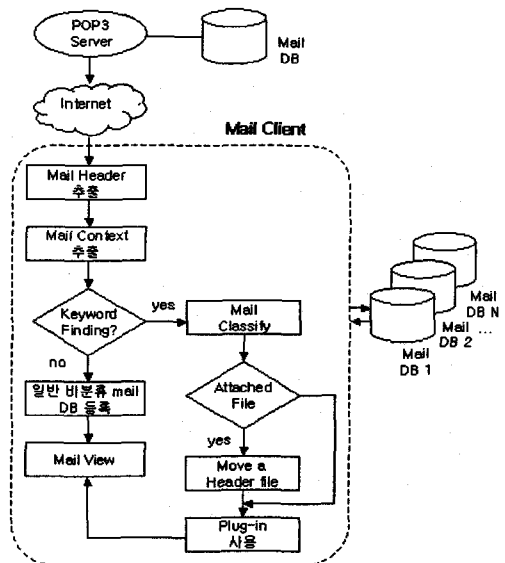 POP3
Server
Mail
DB
Internet
Mail Client
Mail Header
추출
Mail Context
추출
Keyword
Finding?
yes
no
Mail
Classify
일반 비분류 mail
DB 등록
Attached
File
yes
Mail View
Move a
Header file
Plug-in
사용
Mail
DB N
Mail ...
DB 2
Mail
DB 1